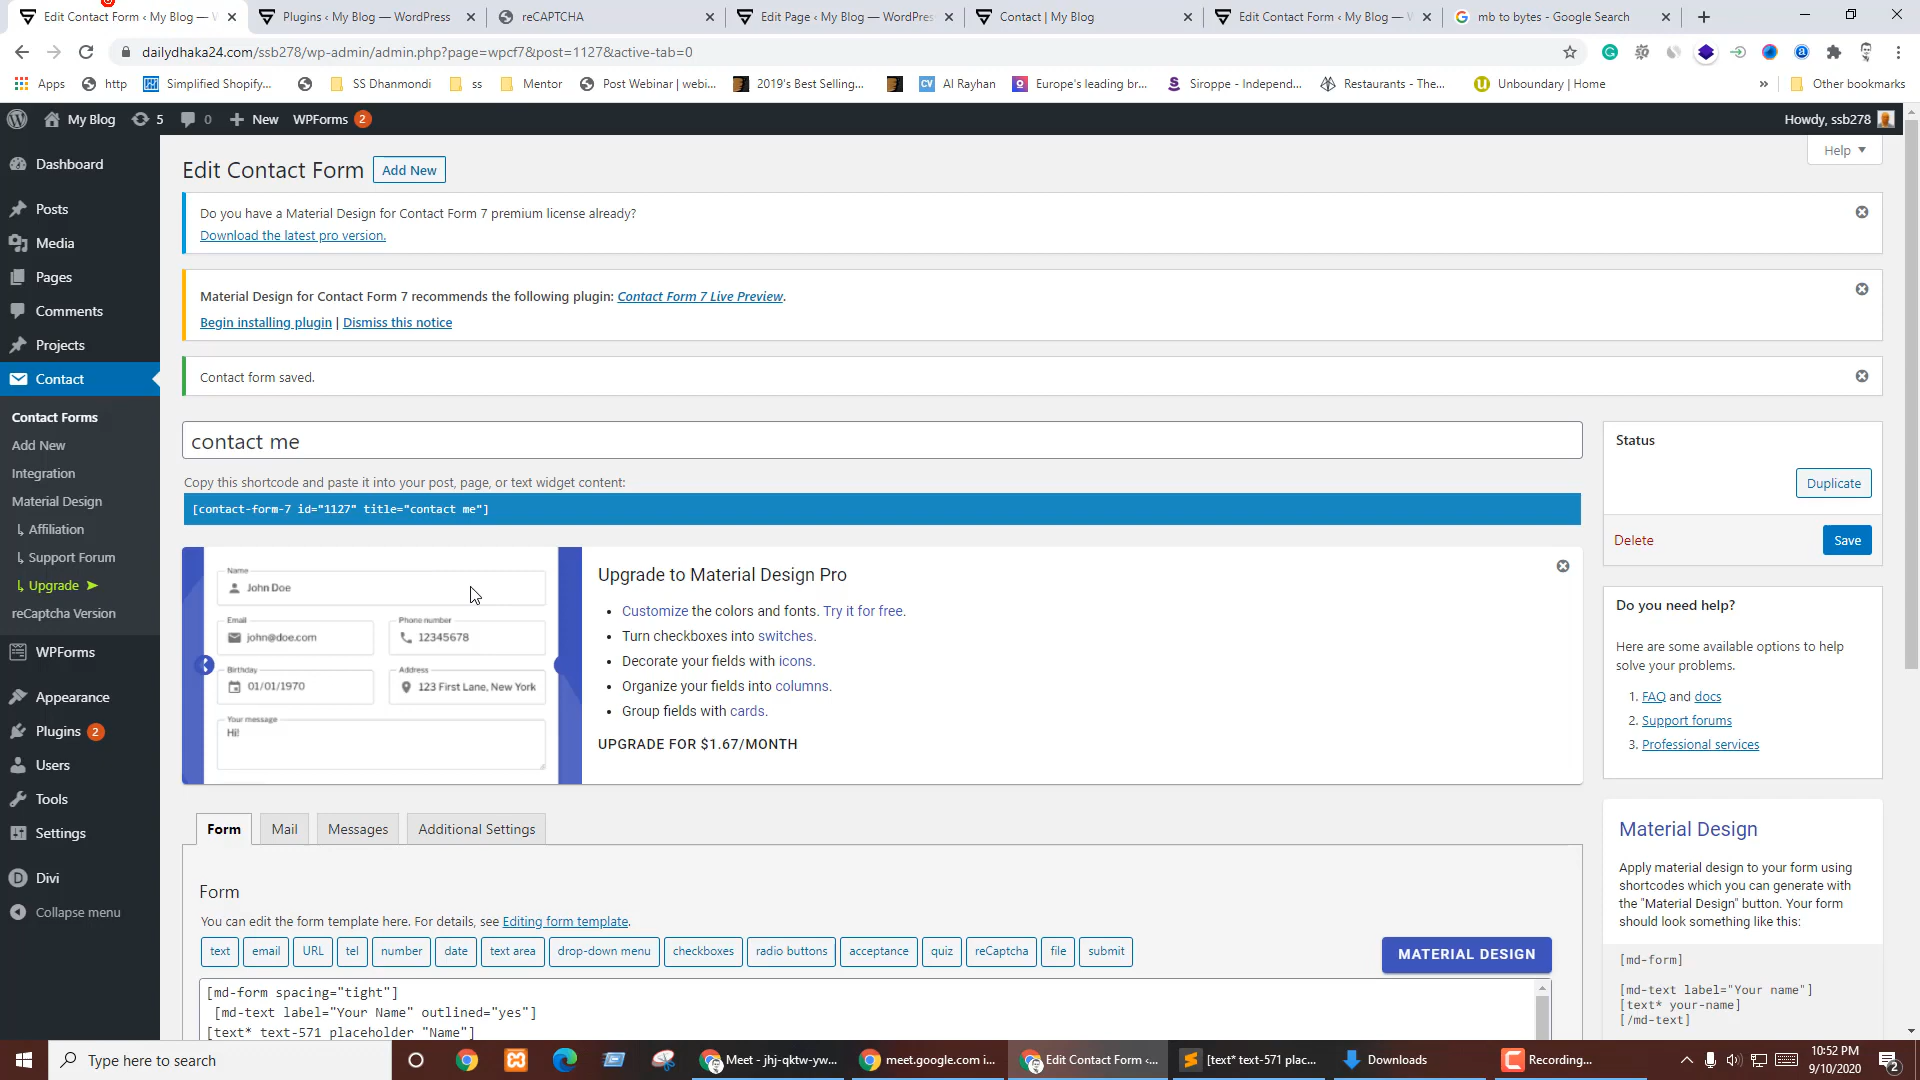 Edit Contact Form ‹ My Blog — W
Plugins ‹ My Blog — WordPress
reCAPTCHA
Edit Page ‹ My Blog — WordPres
Contact | My Blog
Edit Contact Form ‹ My Blog — W
mb to bytes - Google Search
dailydhaka24.com/ssb278/wp-admin/admin.php?page=wpcf7&post=1127&active-tab=0
Apps
http
Simplified Shopify...
SS Dhanmondi
ss
Mentor
Post Webinar (webi...
2019's Best Selling...
CV
Al Rayhan
Europe's leading br...
Siroppe - Independ...
Restaurants - The...
Unboundary | Home
»
Other bookmarks
My Blog
5
0
New
WPForms 2
Howdy, ssb278
Dashboard
Posts
Media
Pages
Comments
Projects
Contact
Contact Forms
Add New
Integration
Material Design
↳ Affiliation
↳ Support Forum
↳ Upgrade ➤
reCaptcha Version
WPForms
Appearance
Plugins 2
Users
Tools
Settings
Divi
Collapse menu
Help
Edit Contact Form
Add New
Do you have a Material Design for Contact Form 7 premium license already?
Download the latest pro version.
Material Design for Contact Form 7 recommends the following plugin: Contact Form 7 Live Preview.
Begin installing plugin | Dismiss this notice
Contact form saved.
contact me
Copy this shortcode and paste it into your post, page, or text widget content:
[contact-form-7 id="1127" title="contact me"]
Name
John Doe
Email
john@doe.com
Phone number
12345678
Birthday
01/01/1970
Address
123 First Lane, New York
Your message
Hi!
Upgrade to Material Design Pro
Customize the colors and fonts. Try it for free.
Turn checkboxes into switches.
Decorate your fields with icons.
Organize your fields into columns.
Group fields with cards.
UPGRADE FOR $1.67/MONTH
Form
Mail
Messages
Additional Settings
Form
You can edit the form template here. For details, see Editing form template.
text
email
URL
tel
number
date
text area
drop-down menu
checkboxes
radio buttons
acceptance
quiz
reCaptcha
file
submit
MATERIAL DESIGN
[md-form spacing="tight"]
[md-text label="Your Name" outlined="yes"]
[text* text-571 placeholder "Name"]
Status
Duplicate
Delete
Save
Do you need help?
Here are some available options to help
solve your problems.
1. FAQ and docs
2. Support forums
3. Professional services
Material Design
Apply material design to your form using
shortcodes which you can generate with
the "Material Design" button. Your form
should look something like this:
[md-form]
[md-text label="Your name"]
[text* your-name]
[/md-text]
Type here to search
Meet - jhj-qktw-yw...
meet.google.com i...
Edit Contact Form ‹...
[text* text-571 plac...
Downloads
Recording...
10:52 PM
9/10/2020
2